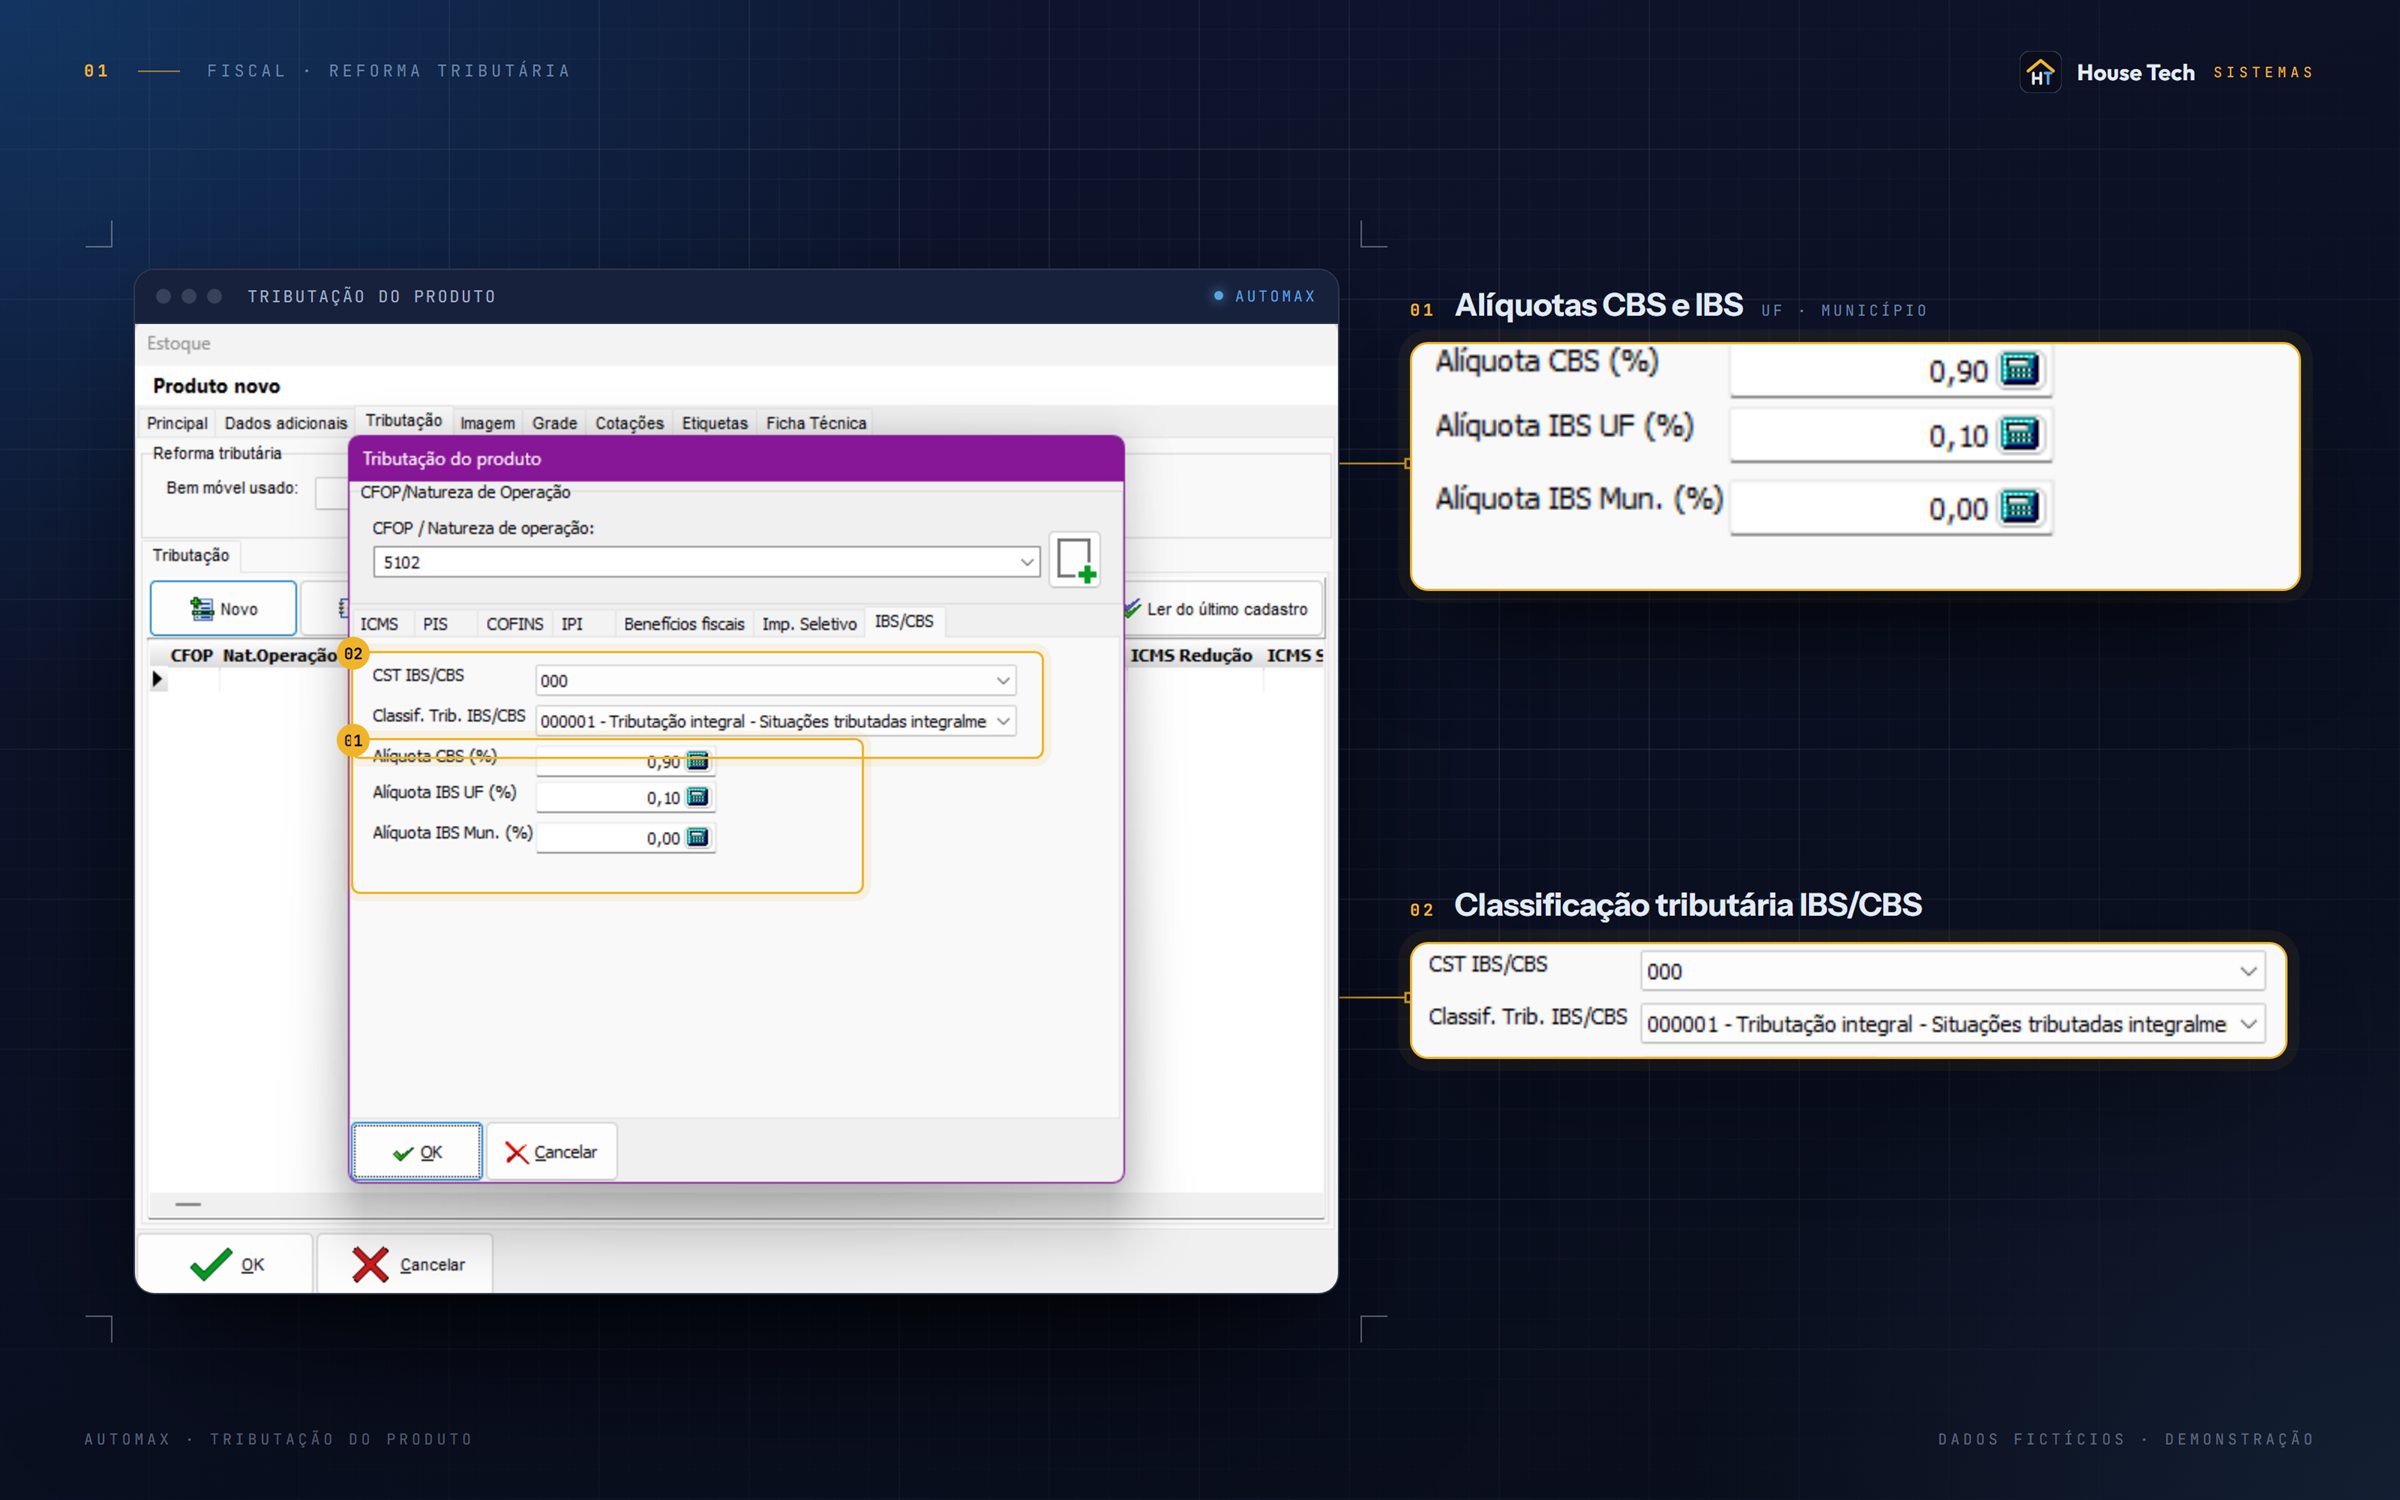 01 FISCAL · REFORMA TRIBUTÁRIA
HT House Tech SISTEMAS
TRIBUTAÇÃO DO PRODUTO
AUTOMAX
Estoque
Produto novo
Principal Dados adicionais Tributação Imagem Grade Cotações Etiquetas Ficha Técnica
Reforma tributária
Bem móvel usado:
Tributação
Novo
Ler do último cadastro
CFOP Nat.Operação ICMS Redução ICMS S
Tributação do produto
CFOP/Natureza de Operação
CFOP / Natureza de operação:
5102
ICMS PIS COFINS IPI Benefícios fiscais Imp. Seletivo IBS/CBS
02
CST IBS/CBS 000
Classif. Trib. IBS/CBS 000001 - Tributação integral - Situações tributadas integralme
01
Alíquota CBS (%) 0,90
Alíquota IBS UF (%) 0,10
Alíquota IBS Mun. (%) 0,00
OK Cancelar
OK Cancelar
01 Alíquotas CBS e IBS UF · MUNICÍPIO
Alíquota CBS (%) 0,90
Alíquota IBS UF (%) 0,10
Alíquota IBS Mun. (%) 0,00
02 Classificação tributária IBS/CBS
CST IBS/CBS 000
Classif. Trib. IBS/CBS 000001 - Tributação integral - Situações tributadas integralme
AUTOMAX · TRIBUTAÇÃO DO PRODUTO
DADOS FICTÍCIOS · DEMONSTRAÇÃO